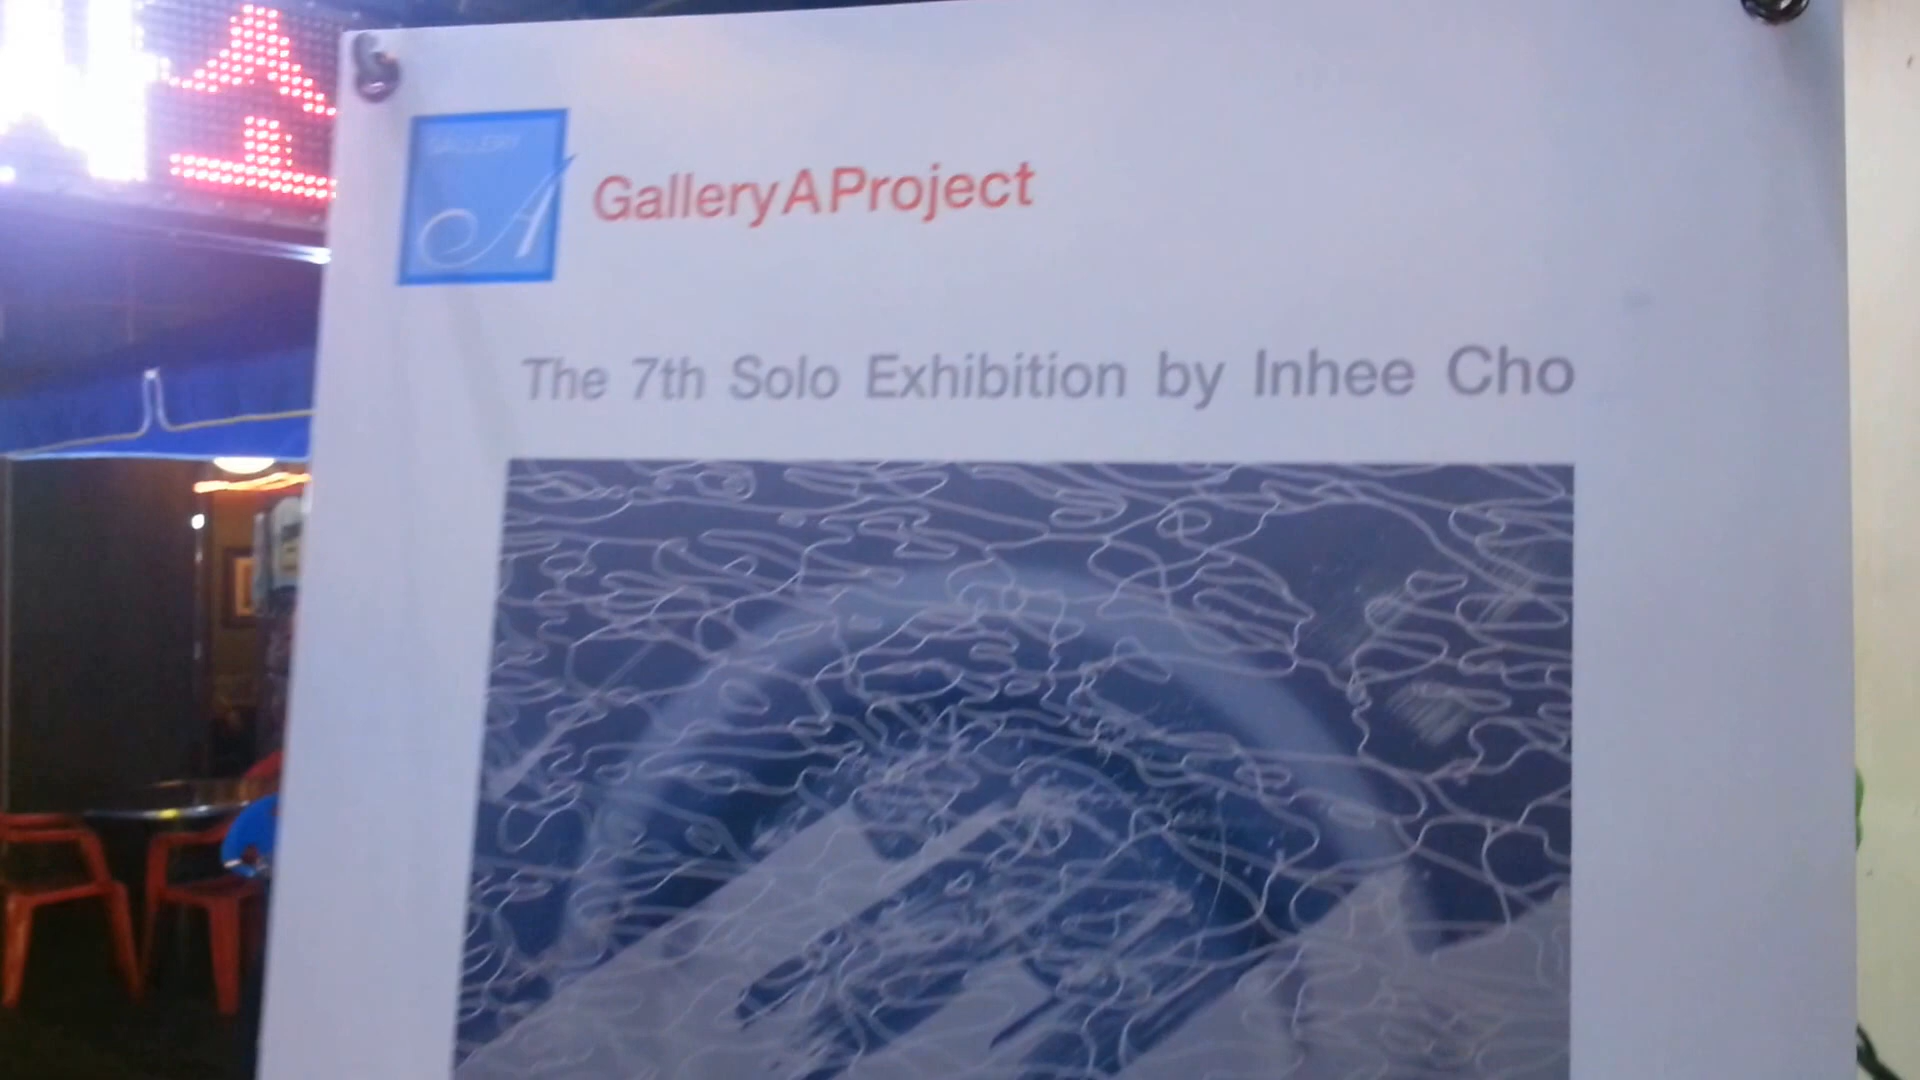 GALLERY
A
GalleryAProject
The 7th Solo Exhibition by Inhee Cho